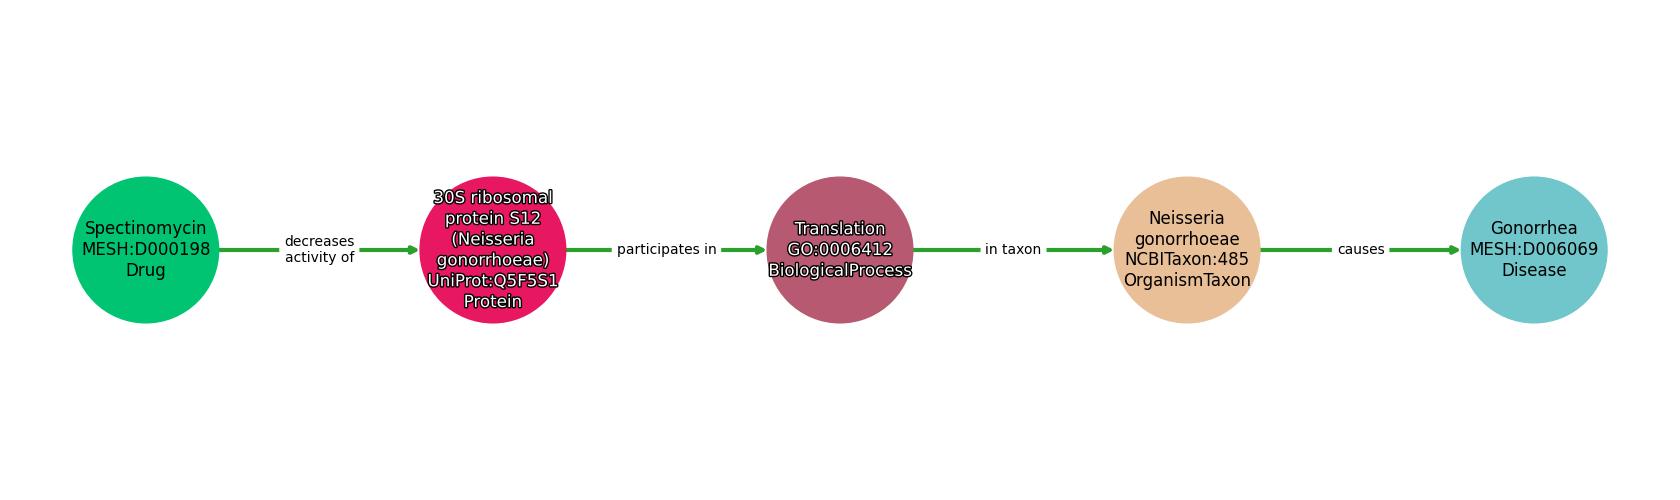 Spectinomycin
MESH:D000198
Drug
decreases
activity of
30S ribosomal
protein S12
(Neisseria
gonorrhoeae)
UniProt:Q5F5S1
Protein
participates in
Translation
GO:0006412
BiologicalProcess
in taxon
Neisseria
gonorrhoeae
NCBITaxon:485
OrganismTaxon
causes
Gonorrhea
MESH:D006069
Disease